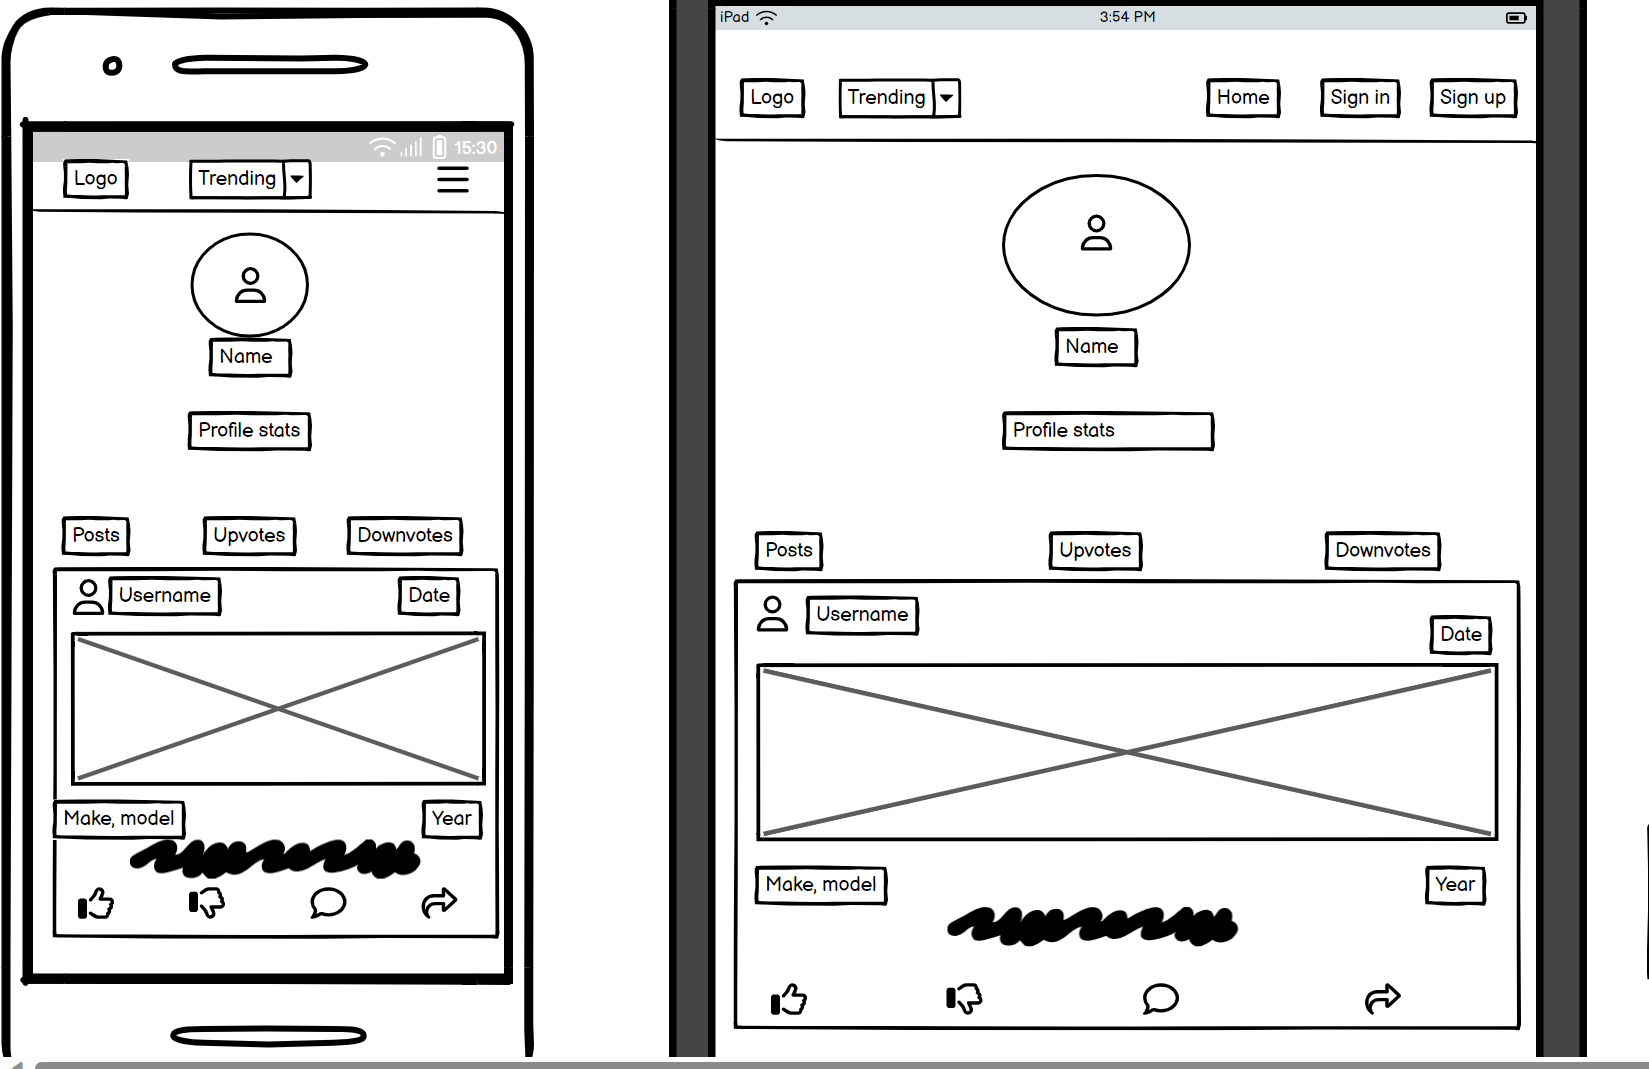 15:30
Logo
Trending
Name
Profile stats
Posts Upvotes Downvotes
Username Date
Make, model Year
iPad 3:54 PM
Logo Trending Home Sign in Sign up
Name
Profile stats
Posts Upvotes Downvotes
Username
Date
Make, model Year